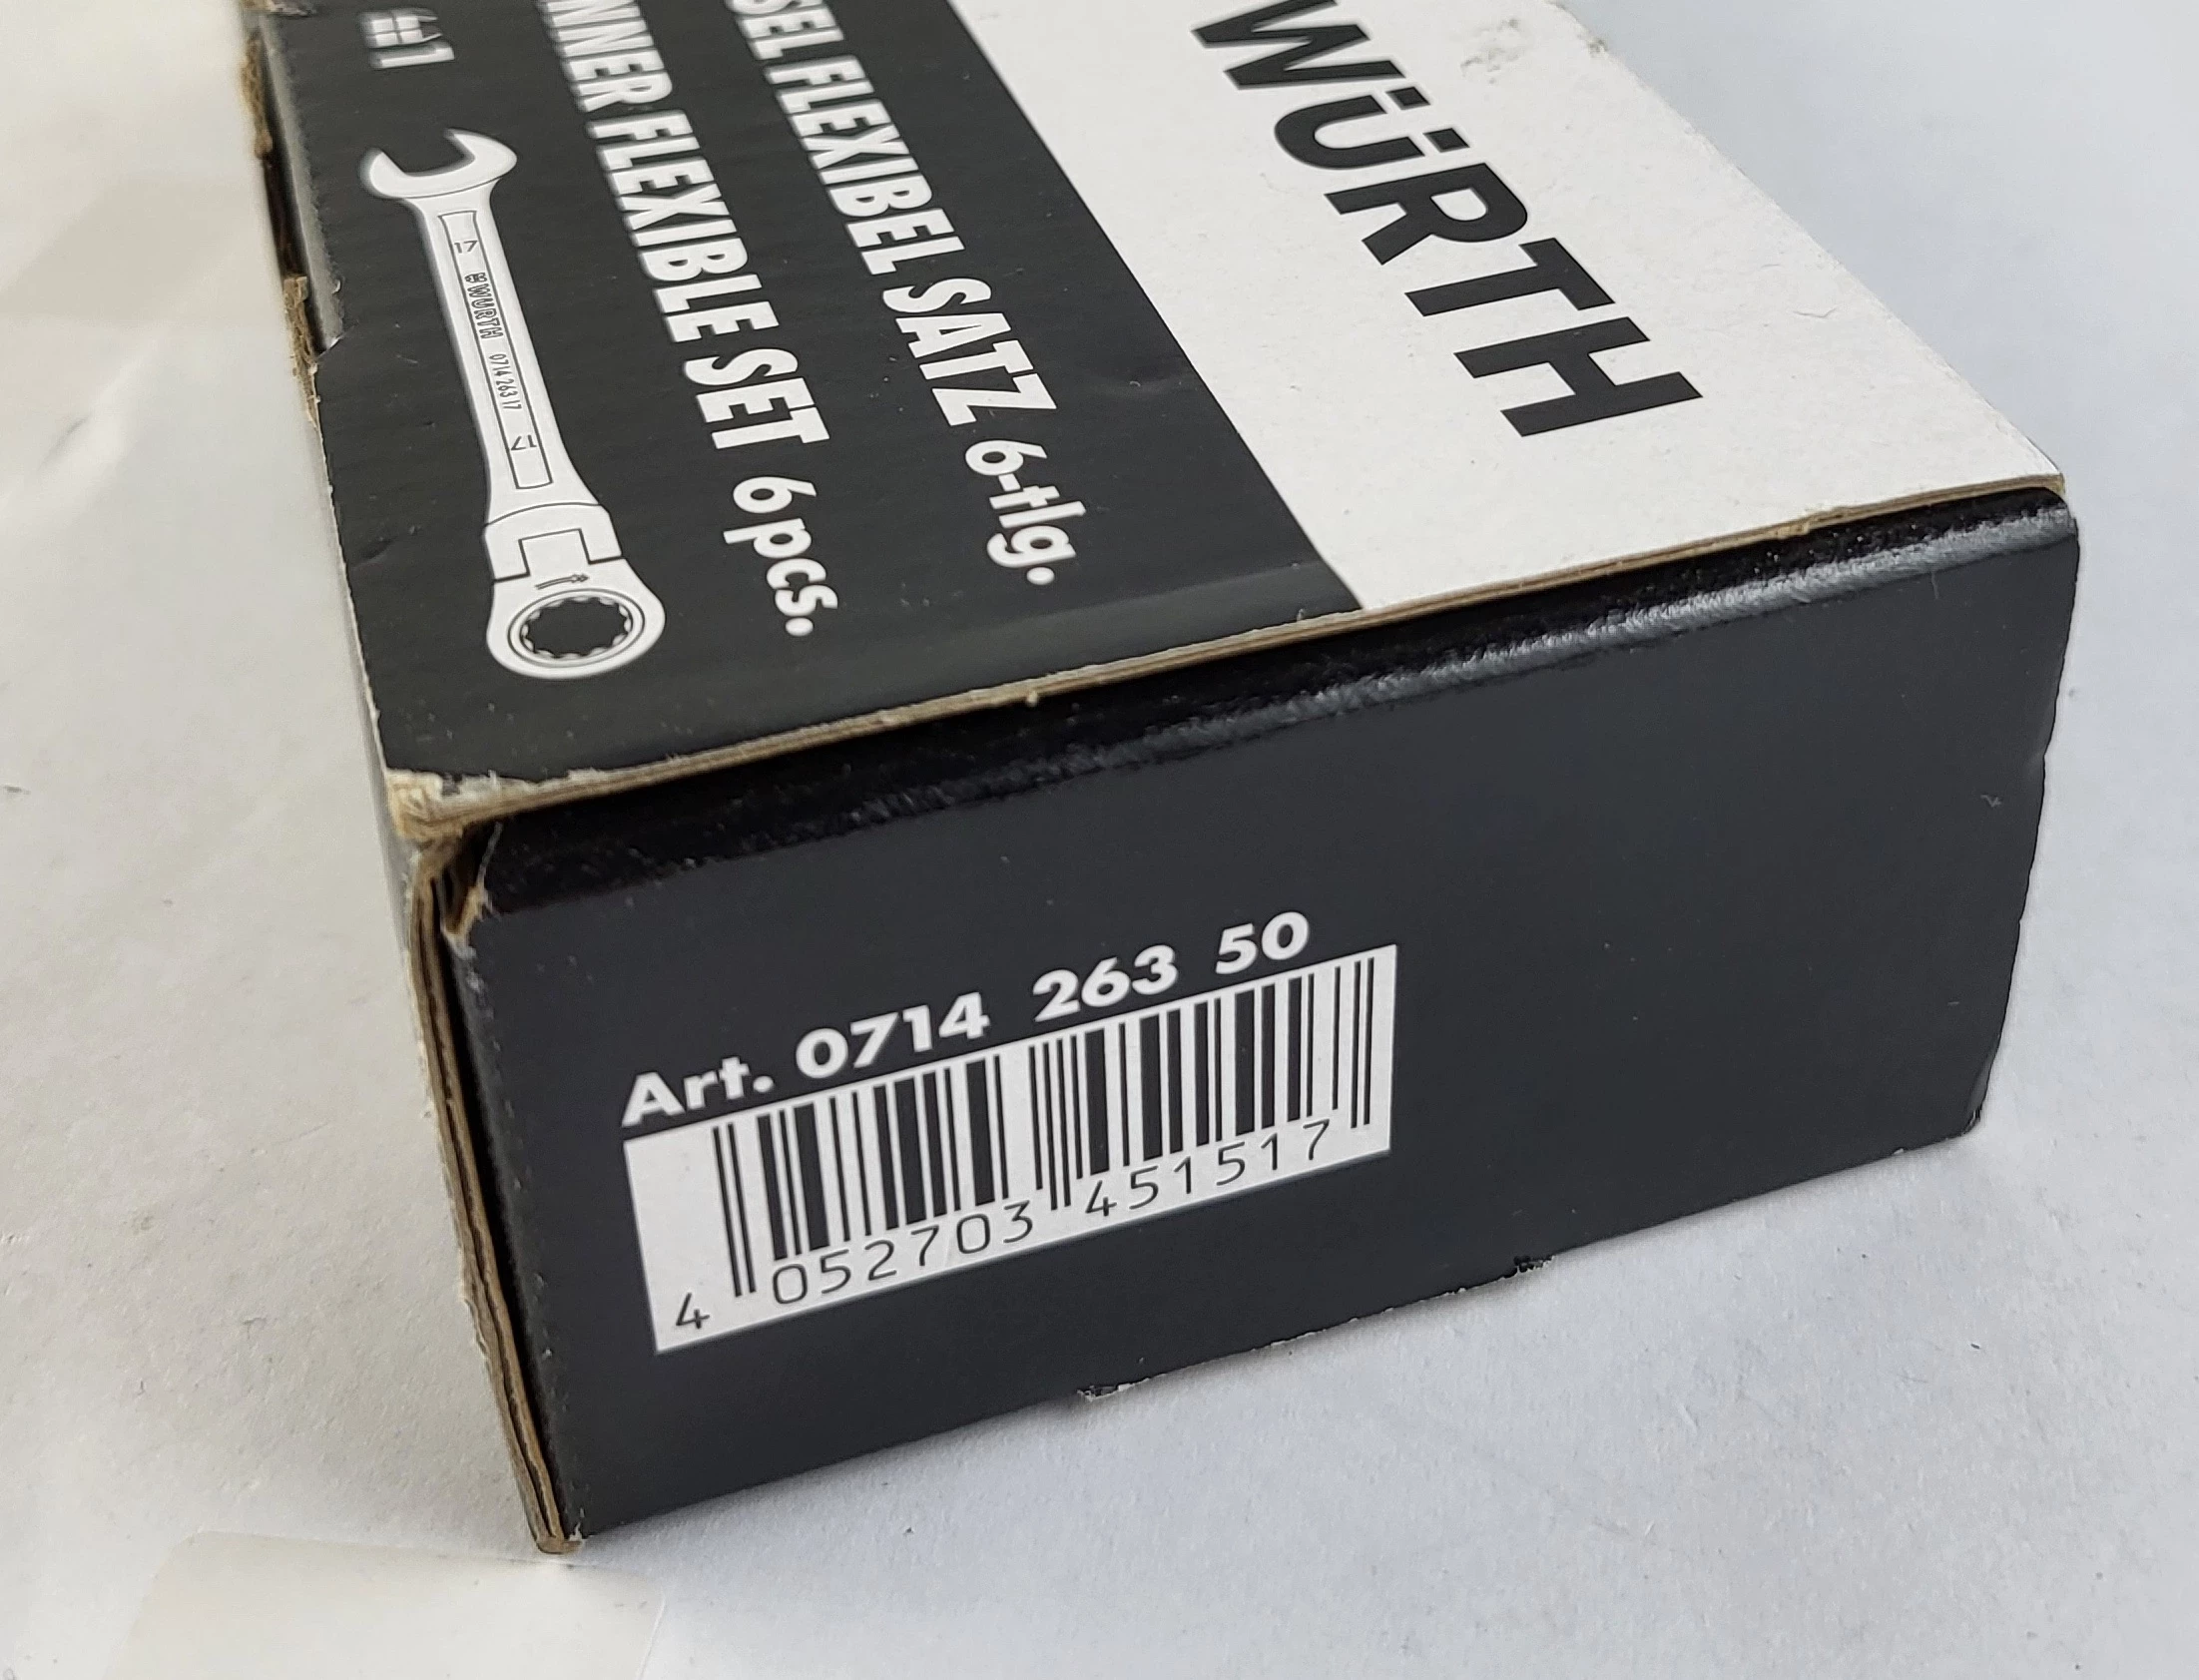 WÜRTH
SEL FLEXIBEL SATZ 6-tlg.
NNER FLEXIBLE SET 6 pcs.
17 WÜRTH 0714 263 17 17
Art. 0714 263 50
4 052703 451517